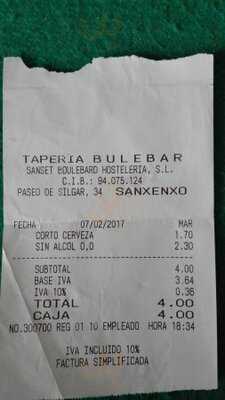 TAPERIA BULEBAR
SANSET BOULEBARD HOSTELERIA, S.L.
C.I.B.: 94.075.124
PASEO DE SILGAR, 34 SANXENXO
FECHA 07/02/2017 MAR
CORTO CERVEZA 1.70
SIN ALCOL 0,0 2.30
SUBTOTAL 4.00
BASE IVA 3.64
IVA 10% 0.36
TOTAL 4.00
CAJA 4.00
NO.300700 REG 01 10 EMPLEADO HORA 18:34
IVA INCLUIDO 10%
FACTURA SIMPLIFICADA